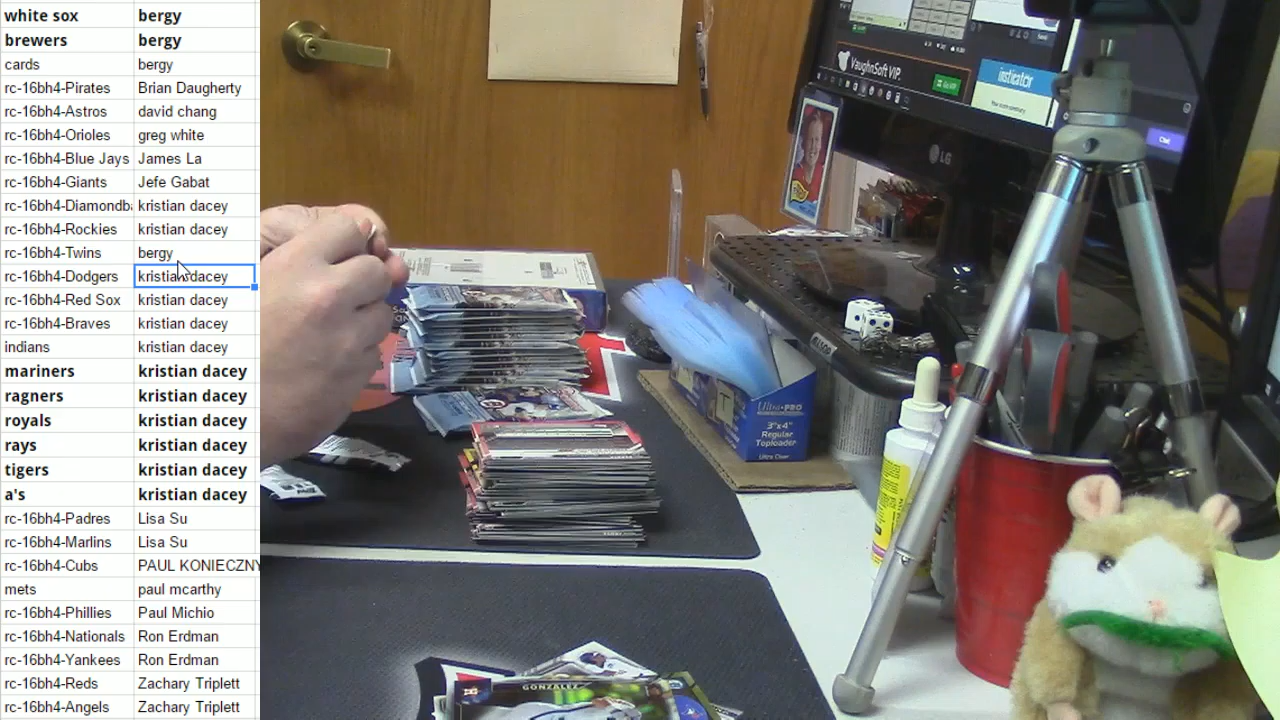 white sox bergy
brewers bergy
cards bergy
rc-16bh4-Pirates Brian Daugherty
rc-16bh4-Astros david chang
rc-16bh4-Orioles greg white
rc-16bh4-Blue Jays James La
rc-16bh4-Giants Jefe Gabat
rc-16bh4-Diamondba kristian dacey
rc-16bh4-Rockies kristian dacey
rc-16bh4-Twins bergy
rc-16bh4-Dodgers kristian dacey
rc-16bh4-Red Sox kristian dacey
rc-16bh4-Braves kristian dacey
indians kristian dacey
mariners kristian dacey
ragners kristian dacey
royals kristian dacey
rays kristian dacey
tigers kristian dacey
a's kristian dacey
rc-16bh4-Padres Lisa Su
rc-16bh4-Marlins Lisa Su
rc-16bh4-Cubs PAUL KONIECZNY
mets paul mcarthy
rc-16bh4-Phillies Paul Michio
rc-16bh4-Nationals Ron Erdman
rc-16bh4-Yankees Ron Erdman
rc-16bh4-Reds Zachary Triplett
rc-16bh4-Angels Zachary Triplett
VaughnSoft VIP
insticator
LG
ULTRA-PRO
3"x4"
Regular
Toploader
Ultra Clear
GONZALEZ